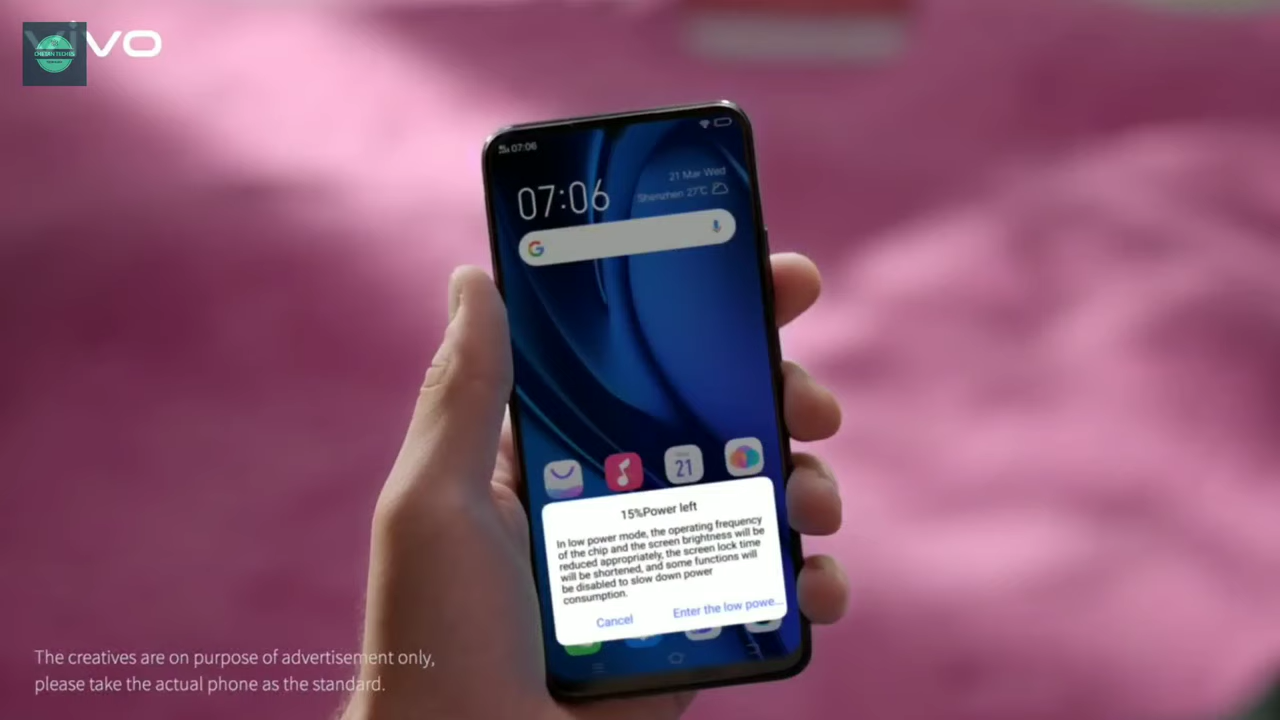 vivo
CHETAN TECH
07:06
21 Mar Wed
07:06
Shenzhen 27°C
G
21
15%Power left
In low power mode, the operating frequency
of the chip and the screen brightness will be
reduced appropriately, the screen lock time
will be shortened, and some functions will
be disabled to slow down power
consumption.
Cancel
Enter the low powe...
The creatives are on purpose of advertisement only,
please take the actual phone as the standard.